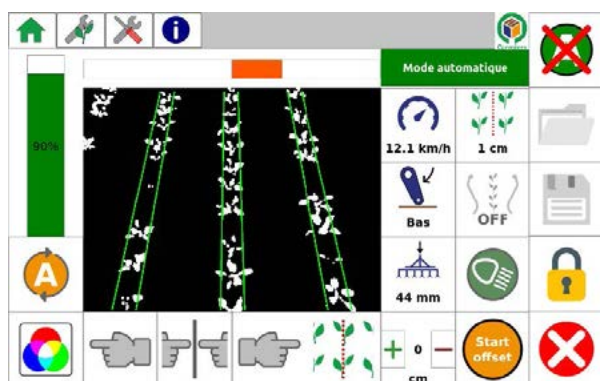 i
Mode automatique
90%
12.1 km/h
1 cm
Bas
OFF
A
44 mm
+ 0 −
cm
Start
offset